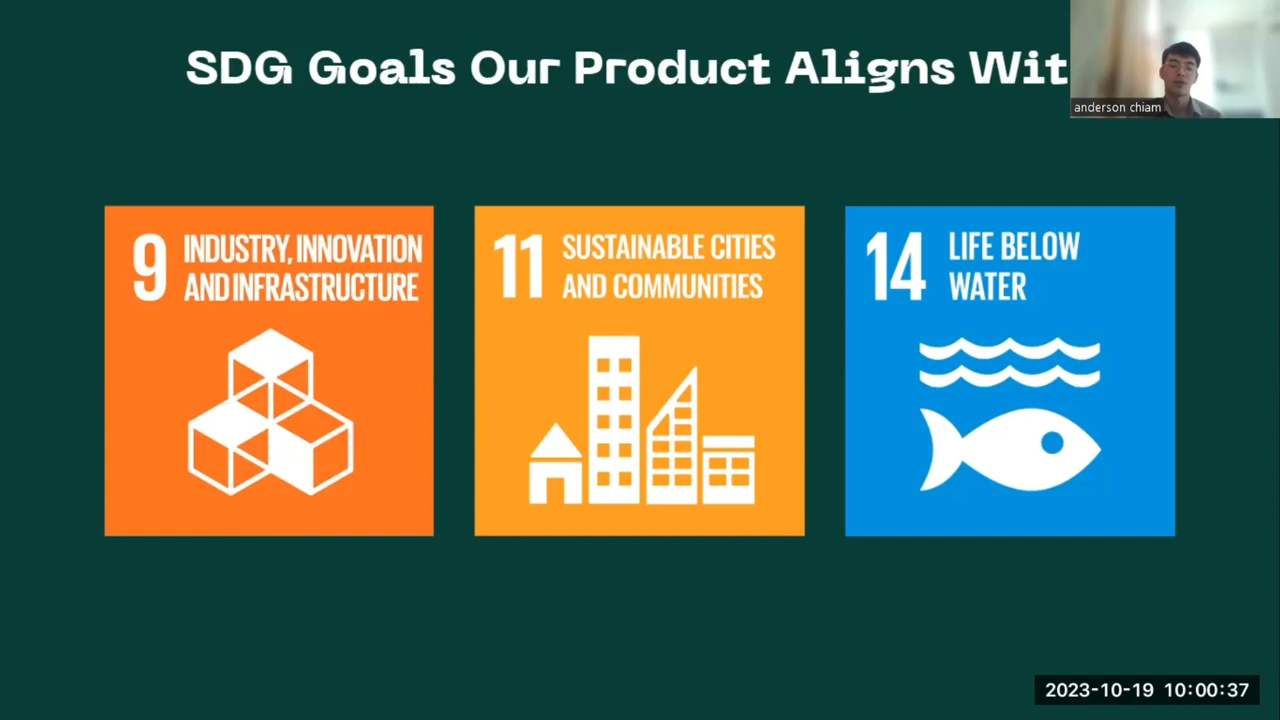 SDG Goals Our Product Aligns Wit
anderson chiam
9 INDUSTRY, INNOVATION
AND INFRASTRUCTURE
11 SUSTAINABLE CITIES
AND COMMUNITIES
14 LIFE BELOW
WATER
2023-10-19 10:00:37